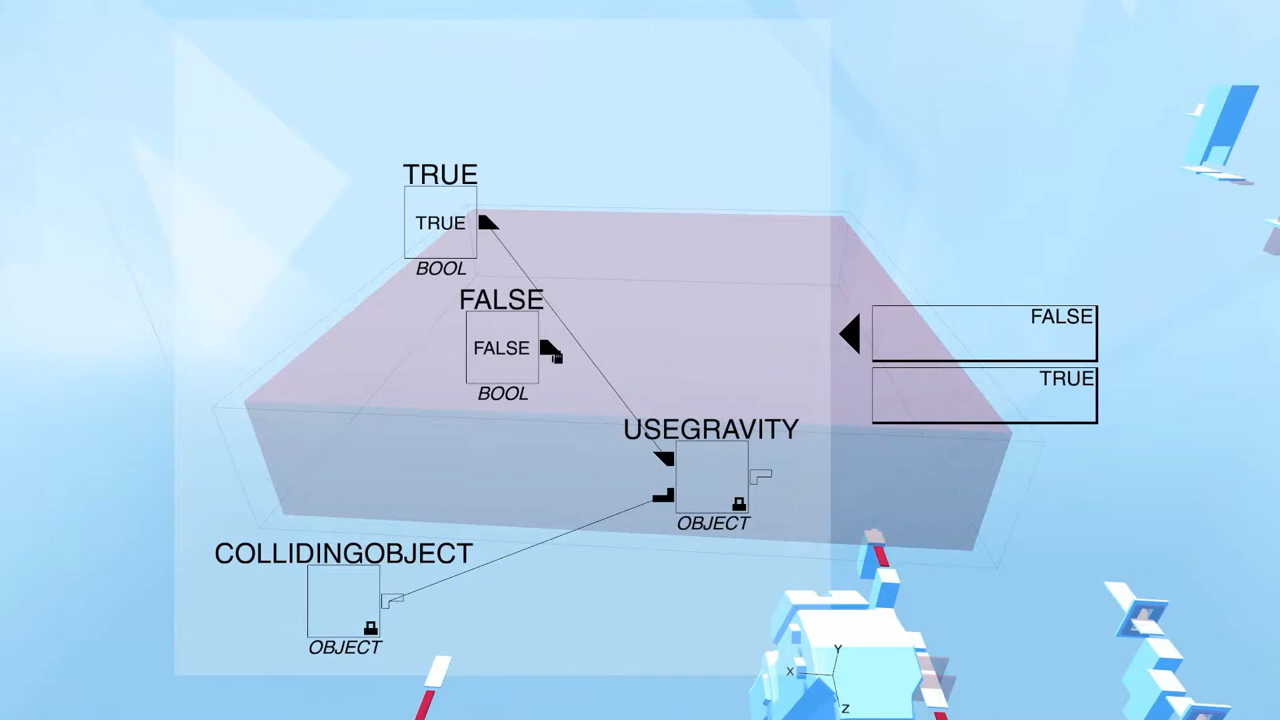 TRUE
TRUE
BOOL
FALSE
FALSE
BOOL
FALSE
TRUE
USEGRAVITY
OBJECT
COLLIDINGOBJECT
OBJECT
Y
X
Z